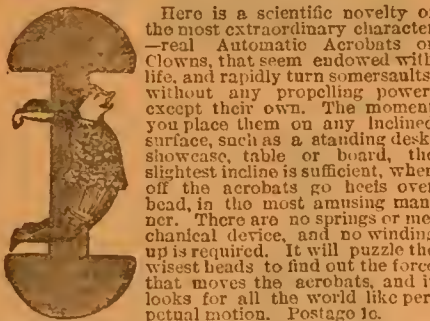 Here is a scientific novelty of
the most extraordinary character
—real Automatic Acrobats or
Clowns, that seem endowed with
life, and rapidly turn somersaults,
without any propelling power,
except their own. The moment
you place them on any inclined
surface, such as a standing desk,
showcase, table or board, the
slightest incline is sufficient, when
off the acrobats go heels over
head, in the most amusing man
ner. There are no springs or me
chanical device, and no winding
up is required. It will puzzle the
wisest heads to find out the force
that moves the acrobats, and it
looks for all the world like per
petual motion. Postage 1c.